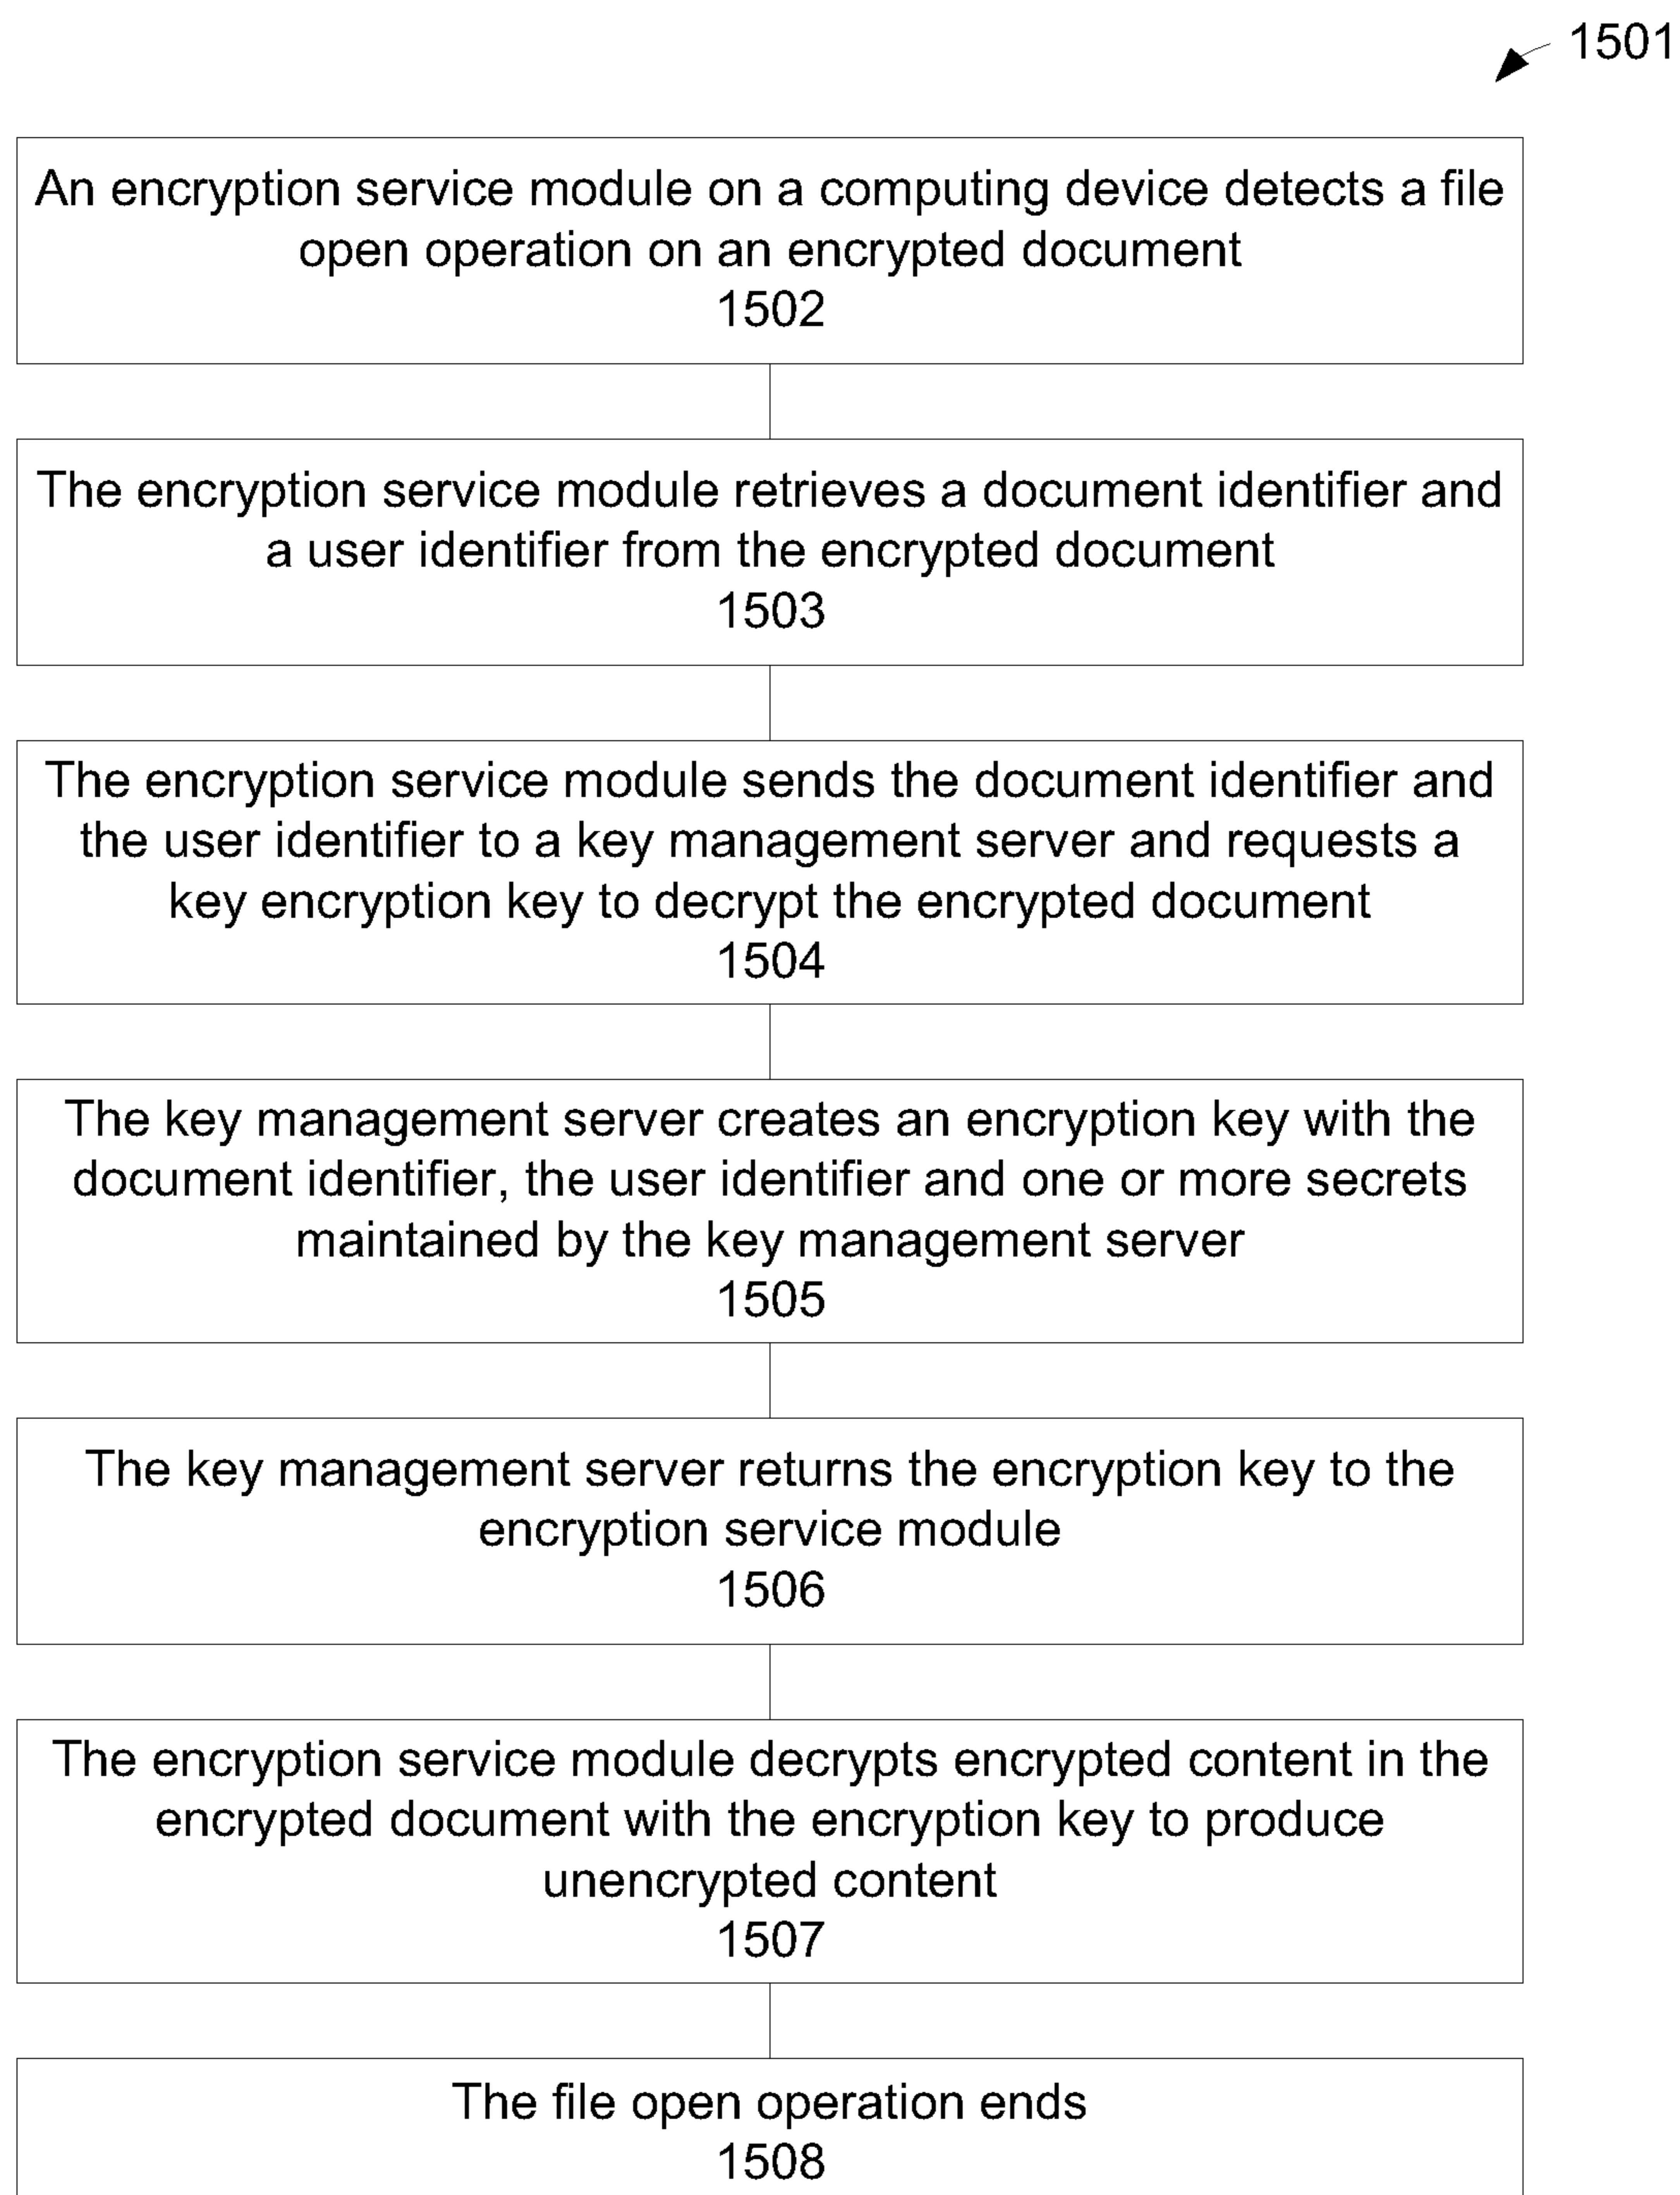 1501
An encryption service module on a computing device detects a file
open operation on an encrypted document
1502
The encryption service module retrieves a document identifier and
a user identifier from the encrypted document
1503
The encryption service module sends the document identifier and
the user identifier to a key management server and requests a
key encryption key to decrypt the encrypted document
1504
The key management server creates an encryption key with the
document identifier, the user identifier and one or more secrets
maintained by the key management server
1505
The key management server returns the encryption key to the
encryption service module
1506
The encryption service module decrypts encrypted content in the
encrypted document with the encryption key to produce
unencrypted content
1507
The file open operation ends
1508